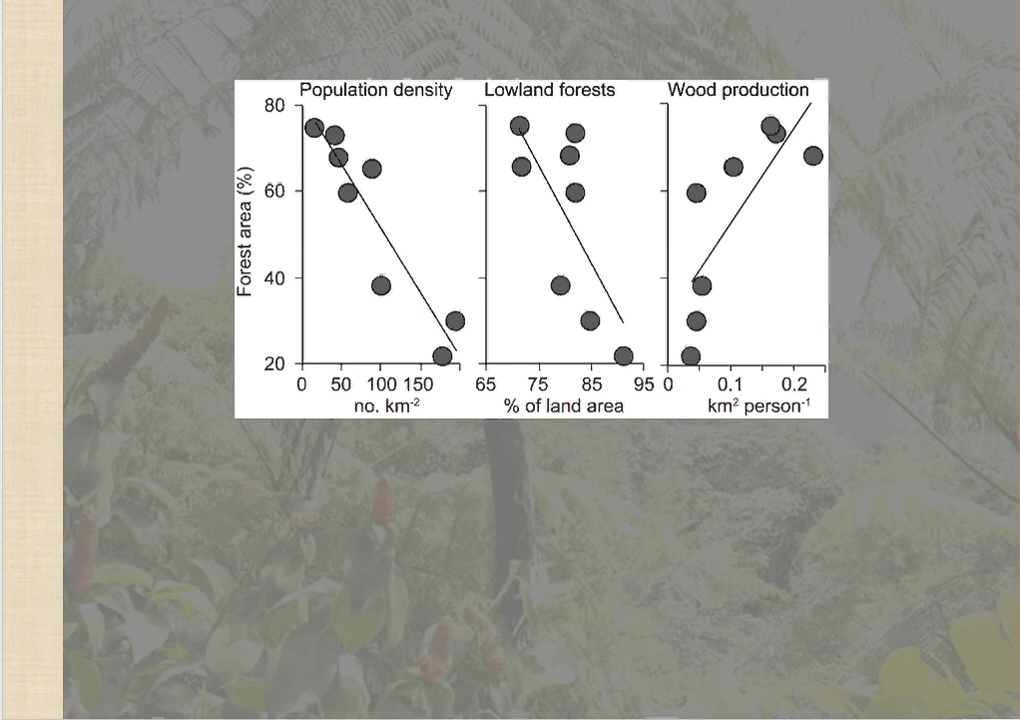 Population density
Lowland forests
Wood production
Forest area (%)
80
60
40
20
0 50 100 150
65 75 85 95
0 0.1 0.2
no. km⁻²
% of land area
km² person⁻¹